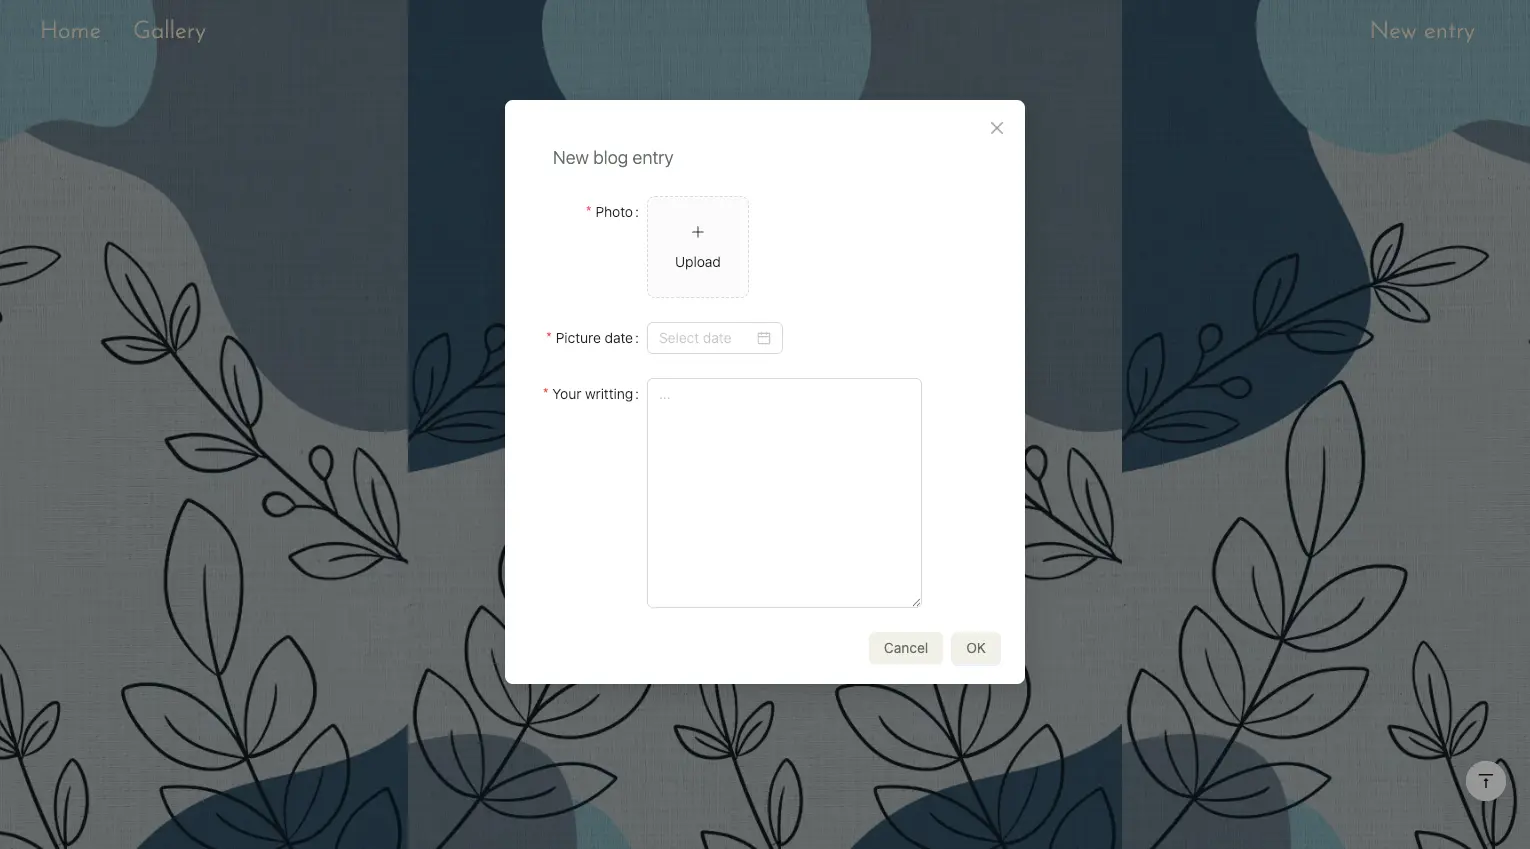 Home Gallery New entry
New blog entry
* Photo :
Upload
* Picture date : Select date
* Your writting : ...
Cancel OK